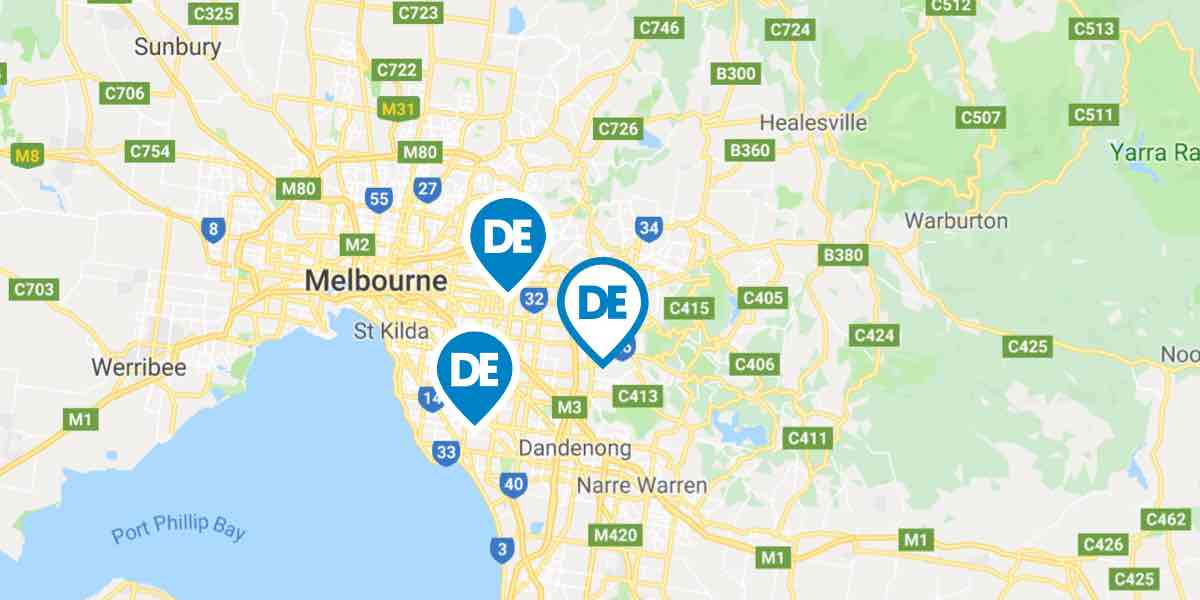 C325
C723
C746
C724
C512
C513
Sunbury
C722
B300
C706
M31
C726
Healesville
C507
C511
M8
C754
M80
B360
Yarra Ra
M80
55
27
8
M2
DE
34
Warburton
B380
Melbourne
C703
32
DE
C415
C405
St Kilda
C424
C425
Werribee
DE
C406
Noo
M1
14
M3
C413
33
Dandenong
C411
40
Narre Warren
Port Phillip Bay
3
M420
M1
M1
C462
C426
C425